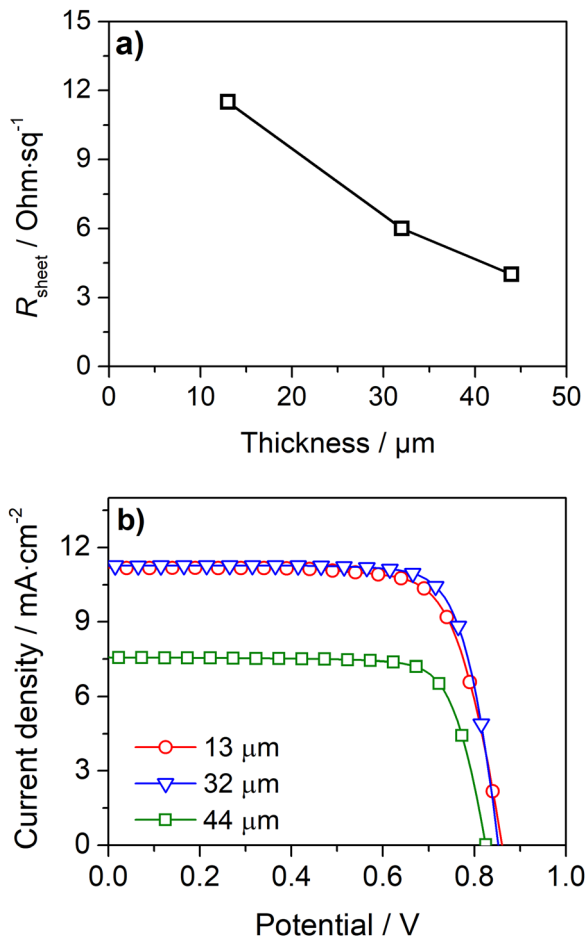 a)
15
12
9
6
3
0
R_sheet / Ohm·sq⁻¹
0 10 20 30 40 50
Thickness / µm
b)
12
9
6
3
0
Current density / mA·cm⁻²
13 µm
32 µm
44 µm
0.0 0.2 0.4 0.6 0.8 1.0
Potential / V